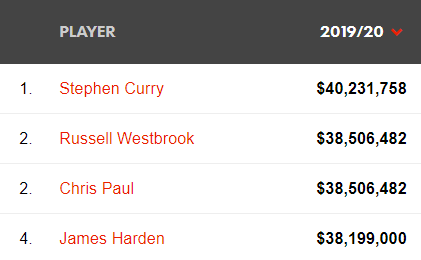 PLAYER 2019/20
1. Stephen Curry $40,231,758
2. Russell Westbrook $38,506,482
2. Chris Paul $38,506,482
4. James Harden $38,199,000